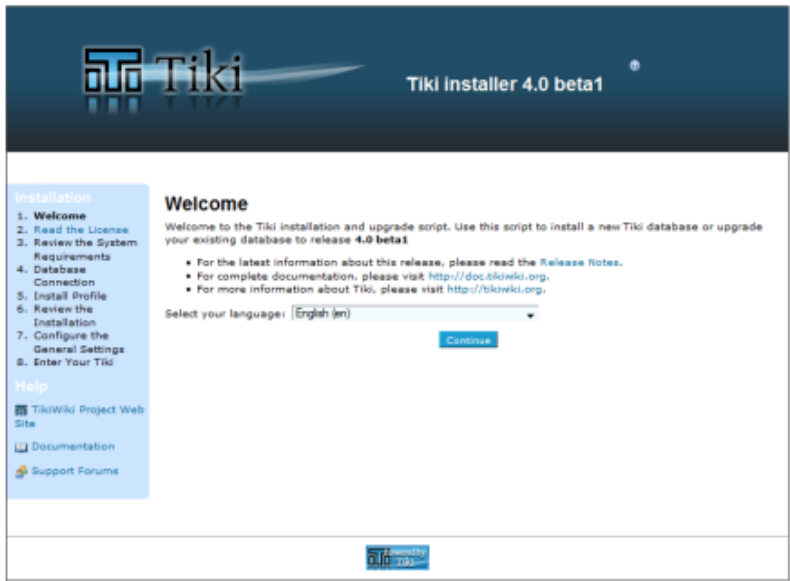 Tiki
Tiki installer 4.0 beta1
Installation
1. Welcome
2. Read the License
3. Review the System
Requirements
4. Database
Connection
5. Install Profile
6. Review the
Installation
7. Configure the
General Settings
8. Enter Your Tiki
Help
TikiWiki Project Web
Site
Documentation
Support Forums
Welcome
Welcome to the Tiki installation and upgrade script. Use this script to install a new Tiki database or upgrade
your existing database to release 4.0 beta1
• For the latest information about this release, please read the Release Notes.
• For complete documentation, please visit http://doc.tikiwiki.org.
• For more information about Tiki, please visit http://tikiwiki.org.
Select your language: English (en)
Continue
Powered by
Tiki